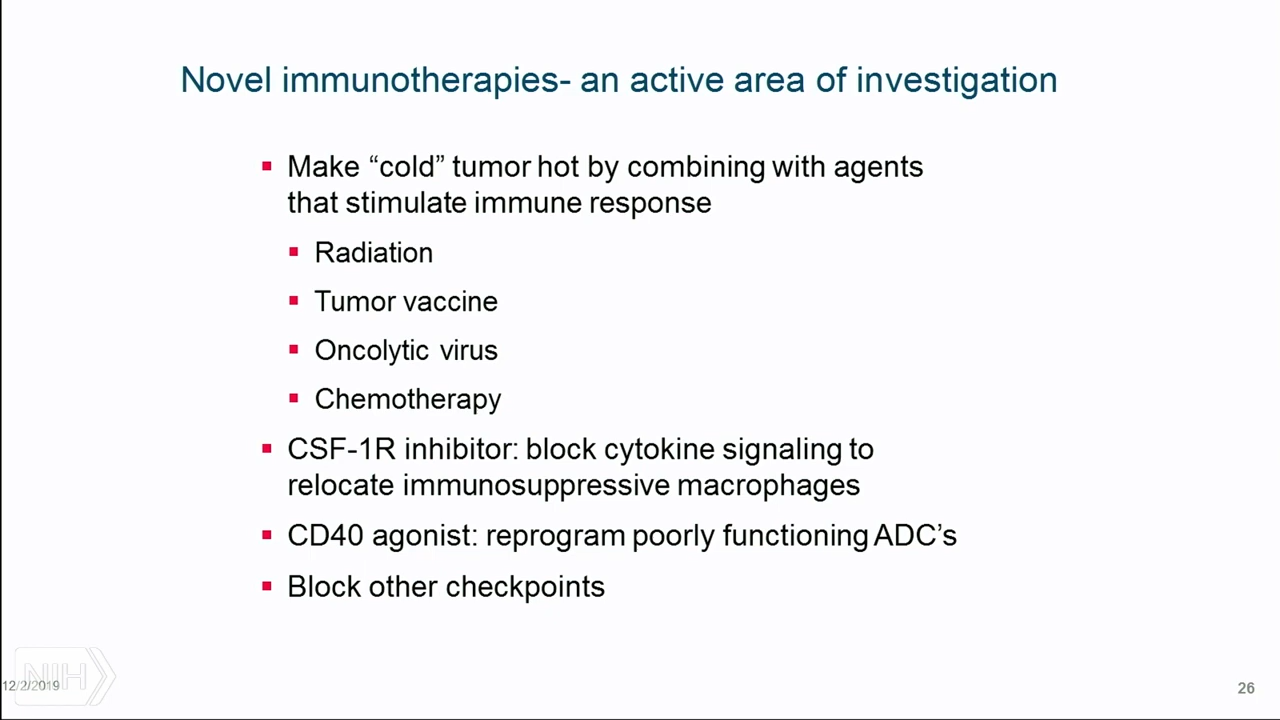 Novel immunotherapies- an active area of investigation
Make “cold” tumor hot by combining with agents
that stimulate immune response
Radiation
Tumor vaccine
Oncolytic virus
Chemotherapy
CSF-1R inhibitor: block cytokine signaling to
relocate immunosuppressive macrophages
CD40 agonist: reprogram poorly functioning ADC’s
Block other checkpoints
NIH
12/2/2019
26